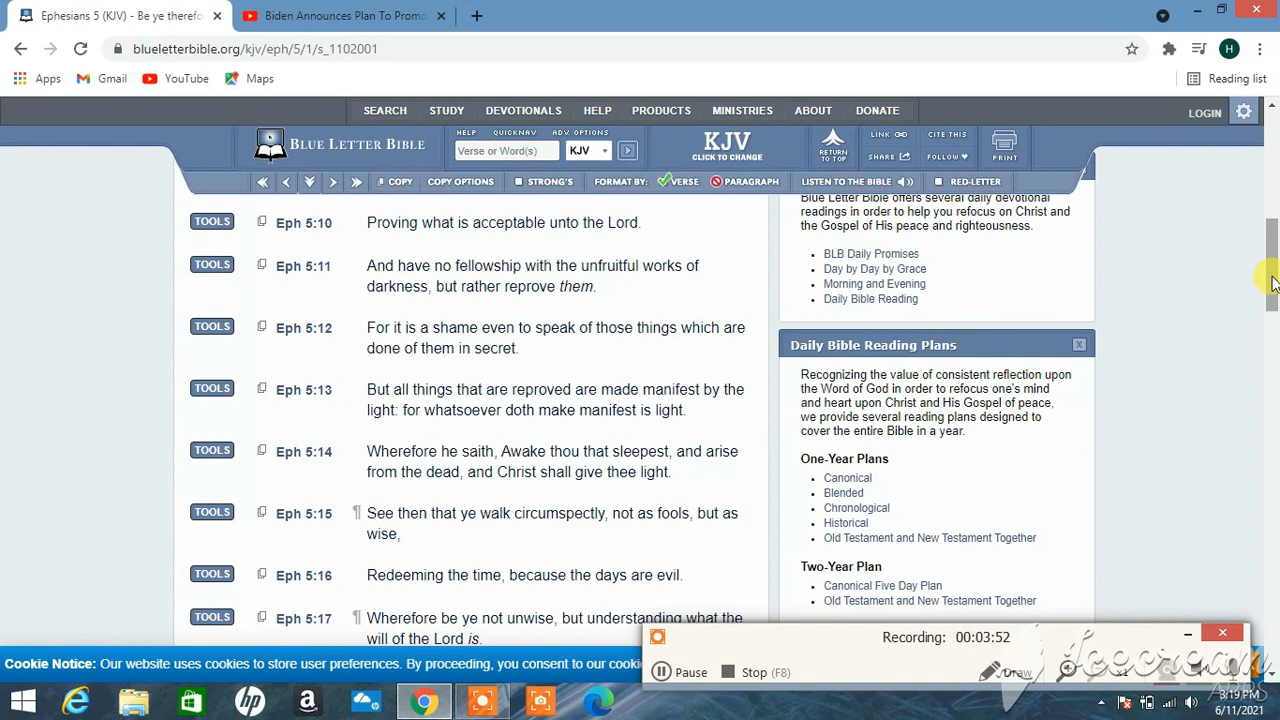 Ephesians 5 (KJV) - Be ye therefo
Biden Announces Plan To Promo
blueletterbible.org/kjv/eph/5/1/s_1102001
H
Apps
Gmail
YouTube
Maps
Reading list
SEARCH
STUDY
DEVOTIONALS
HELP
PRODUCTS
MINISTRIES
ABOUT
DONATE
LOGIN
BLUE LETTER BIBLE
HELP
QUICKNAV
ADV. OPTIONS
Verse or Word(s)
KJV
KJV
CLICK TO CHANGE
RETURN
TO TOP
LINK
CITE THIS
SHARE
FOLLOW
PRINT
COPY
COPY OPTIONS
STRONG'S
FORMAT BY:
VERSE
PARAGRAPH
LISTEN TO THE BIBLE
RED-LETTER
TOOLS
Eph 5:10
Proving what is acceptable unto the Lord.
TOOLS
Eph 5:11
And have no fellowship with the unfruitful works of
darkness, but rather reprove them.
TOOLS
Eph 5:12
For it is a shame even to speak of those things which are
done of them in secret.
TOOLS
Eph 5:13
But all things that are reproved are made manifest by the
light: for whatsoever doth make manifest is light.
TOOLS
Eph 5:14
Wherefore he saith, Awake thou that sleepest, and arise
from the dead, and Christ shall give thee light.
TOOLS
Eph 5:15
¶ See then that ye walk circumspectly, not as fools, but as
wise,
TOOLS
Eph 5:16
Redeeming the time, because the days are evil.
TOOLS
Eph 5:17
¶ Wherefore be ye not unwise, but understanding what the
will of the Lord is.
Blue Letter Bible offers several daily devotional
readings in order to help you refocus on Christ and
the Gospel of His peace and righteousness.
BLB Daily Promises
Day by Day by Grace
Morning and Evening
Daily Bible Reading
Daily Bible Reading Plans
Recognizing the value of consistent reflection upon
the Word of God in order to refocus one's mind
and heart upon Christ and His Gospel of peace,
we provide several reading plans designed to
cover the entire Bible in a year.
One-Year Plans
Canonical
Blended
Chronological
Historical
Old Testament and New Testament Together
Two-Year Plan
Canonical Five Day Plan
Old Testament and New Testament Together
Cookie Notice: Our website uses cookies to store user preferences. By proceeding, you consent to our cooki
Recording: 00:03:52
Pause
Stop (F8)
Draw
x1
Icecream
APPS
3:19 PM
6/11/2021